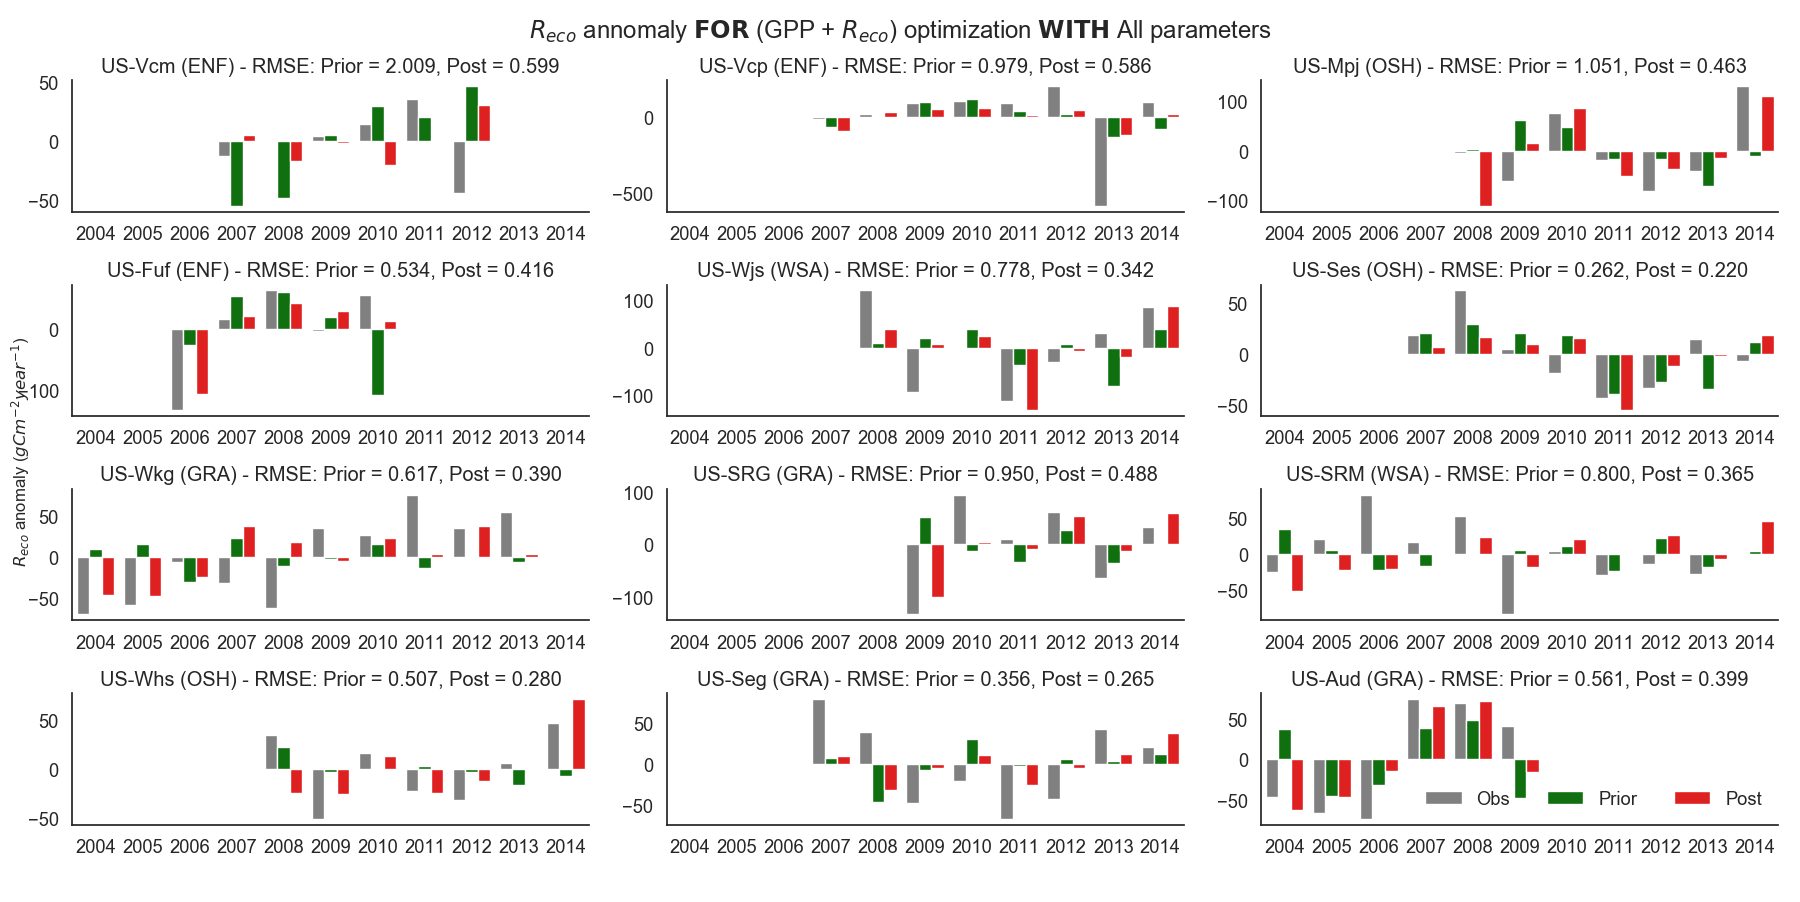 R_eco annomaly FOR (GPP + R_eco) optimization WITH All parameters
US-Vcm (ENF) - RMSE: Prior = 2.009, Post = 0.599
50
0
−50
2004 2005 2006 2007 2008 2009 2010 2011 2012 2013 2014
US-Vcp (ENF) - RMSE: Prior = 0.979, Post = 0.586
0
−500
2004 2005 2006 2007 2008 2009 2010 2011 2012 2013 2014
US-Mpj (OSH) - RMSE: Prior = 1.051, Post = 0.463
100
0
−100
2004 2005 2006 2007 2008 2009 2010 2011 2012 2013 2014
R_eco anomaly (gCm^−2year^−1)
US-Fuf (ENF) - RMSE: Prior = 0.534, Post = 0.416
0
100
2004 2005 2006 2007 2008 2009 2010 2011 2012 2013 2014
US-Wjs (WSA) - RMSE: Prior = 0.778, Post = 0.342
100
0
−100
2004 2005 2006 2007 2008 2009 2010 2011 2012 2013 2014
US-Ses (OSH) - RMSE: Prior = 0.262, Post = 0.220
50
0
−50
2004 2005 2006 2007 2008 2009 2010 2011 2012 2013 2014
US-Wkg (GRA) - RMSE: Prior = 0.617, Post = 0.390
50
0
−50
2004 2005 2006 2007 2008 2009 2010 2011 2012 2013 2014
US-SRG (GRA) - RMSE: Prior = 0.950, Post = 0.488
100
0
−100
2004 2005 2006 2007 2008 2009 2010 2011 2012 2013 2014
US-SRM (WSA) - RMSE: Prior = 0.800, Post = 0.365
50
0
−50
2004 2005 2006 2007 2008 2009 2010 2011 2012 2013 2014
US-Whs (OSH) - RMSE: Prior = 0.507, Post = 0.280
50
0
−50
2004 2005 2006 2007 2008 2009 2010 2011 2012 2013 2014
US-Seg (GRA) - RMSE: Prior = 0.356, Post = 0.265
50
0
−50
2004 2005 2006 2007 2008 2009 2010 2011 2012 2013 2014
US-Aud (GRA) - RMSE: Prior = 0.561, Post = 0.399
50
0
−50
Obs Prior Post
2004 2005 2006 2007 2008 2009 2010 2011 2012 2013 2014